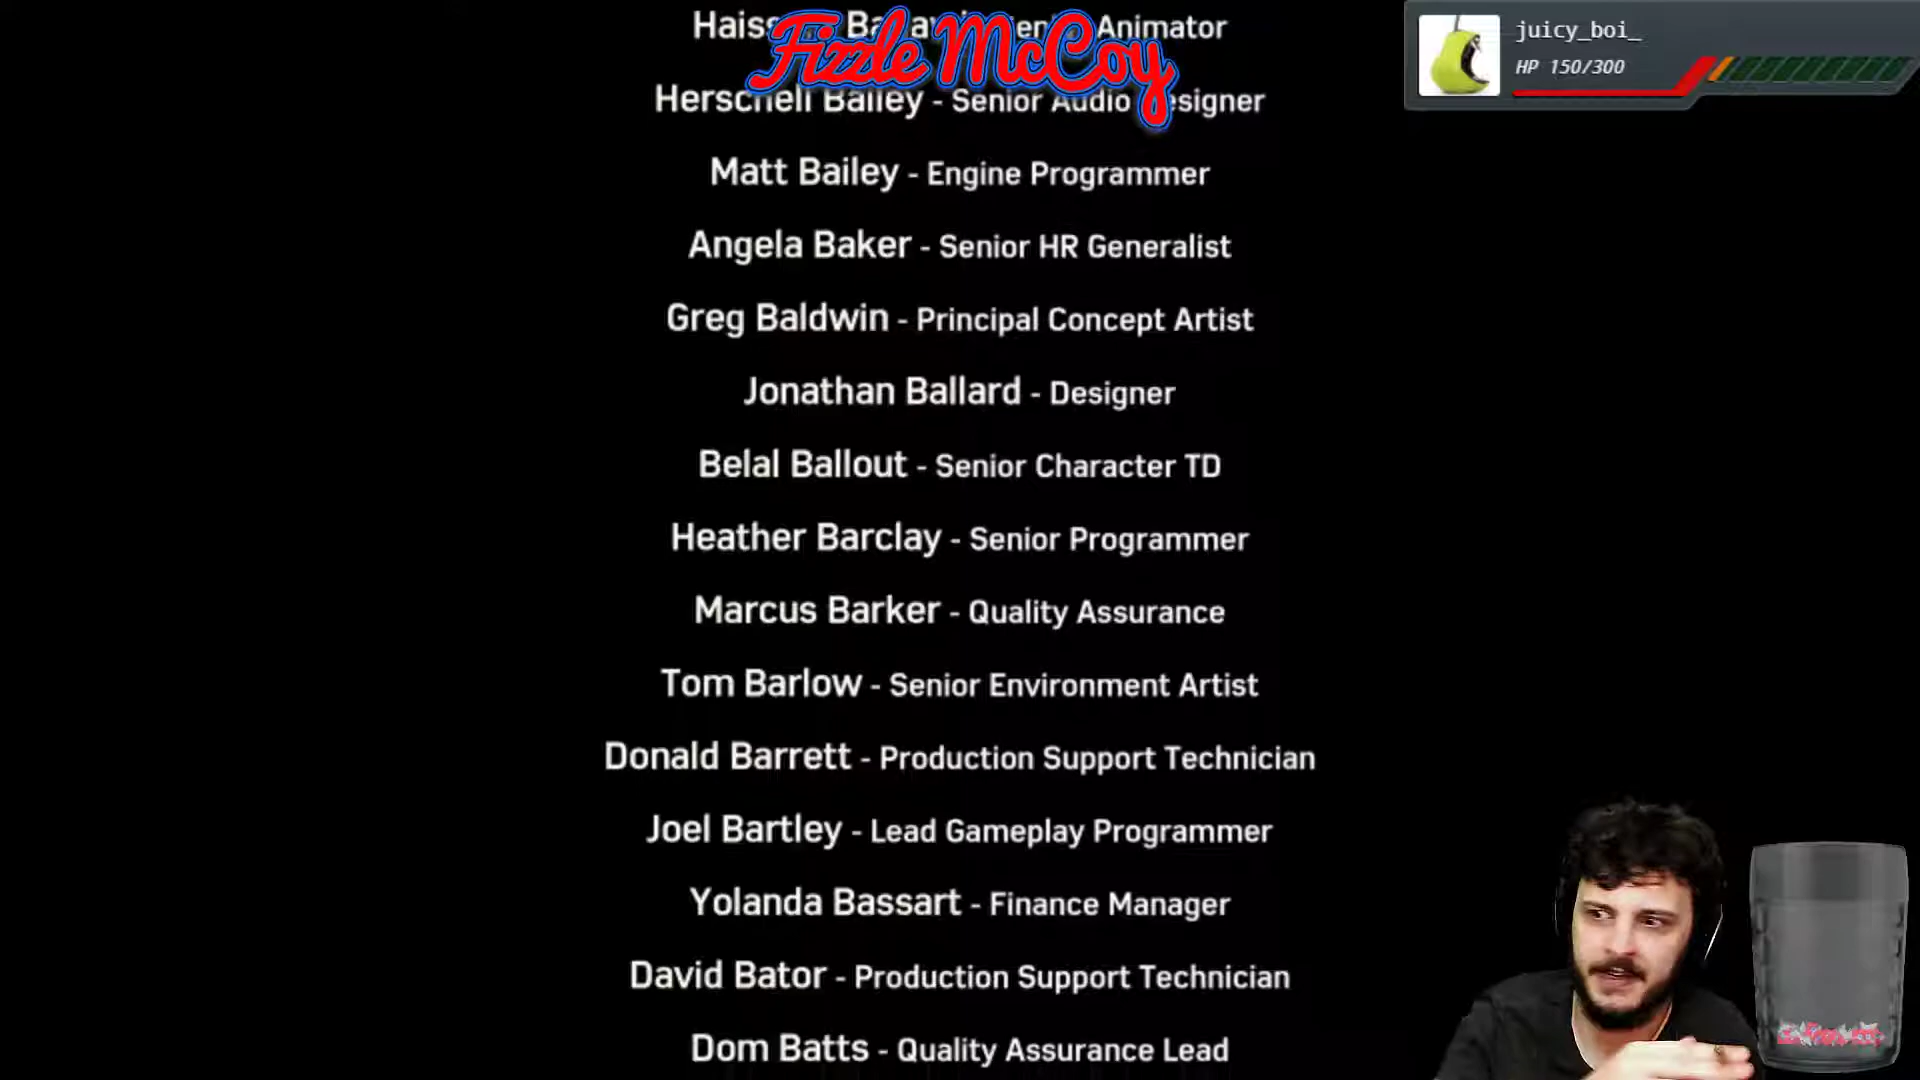 Animator
Fizzle McCoy
Herschell Bailey - Senior Audio Designer
juicy_boi_
HP 150/300
Matt Bailey - Engine Programmer
Angela Baker - Senior HR Generalist
Greg Baldwin - Principal Concept Artist
Jonathan Ballard - Designer
Belal Ballout - Senior Character TD
Heather Barclay - Senior Programmer
Marcus Barker - Quality Assurance
Tom Barlow - Senior Environment Artist
Donald Barrett - Production Support Technician
Joel Bartley - Lead Gameplay Programmer
Yolanda Bassart - Finance Manager
David Bator - Production Support Technician
Dom Batts - Quality Assurance Lead